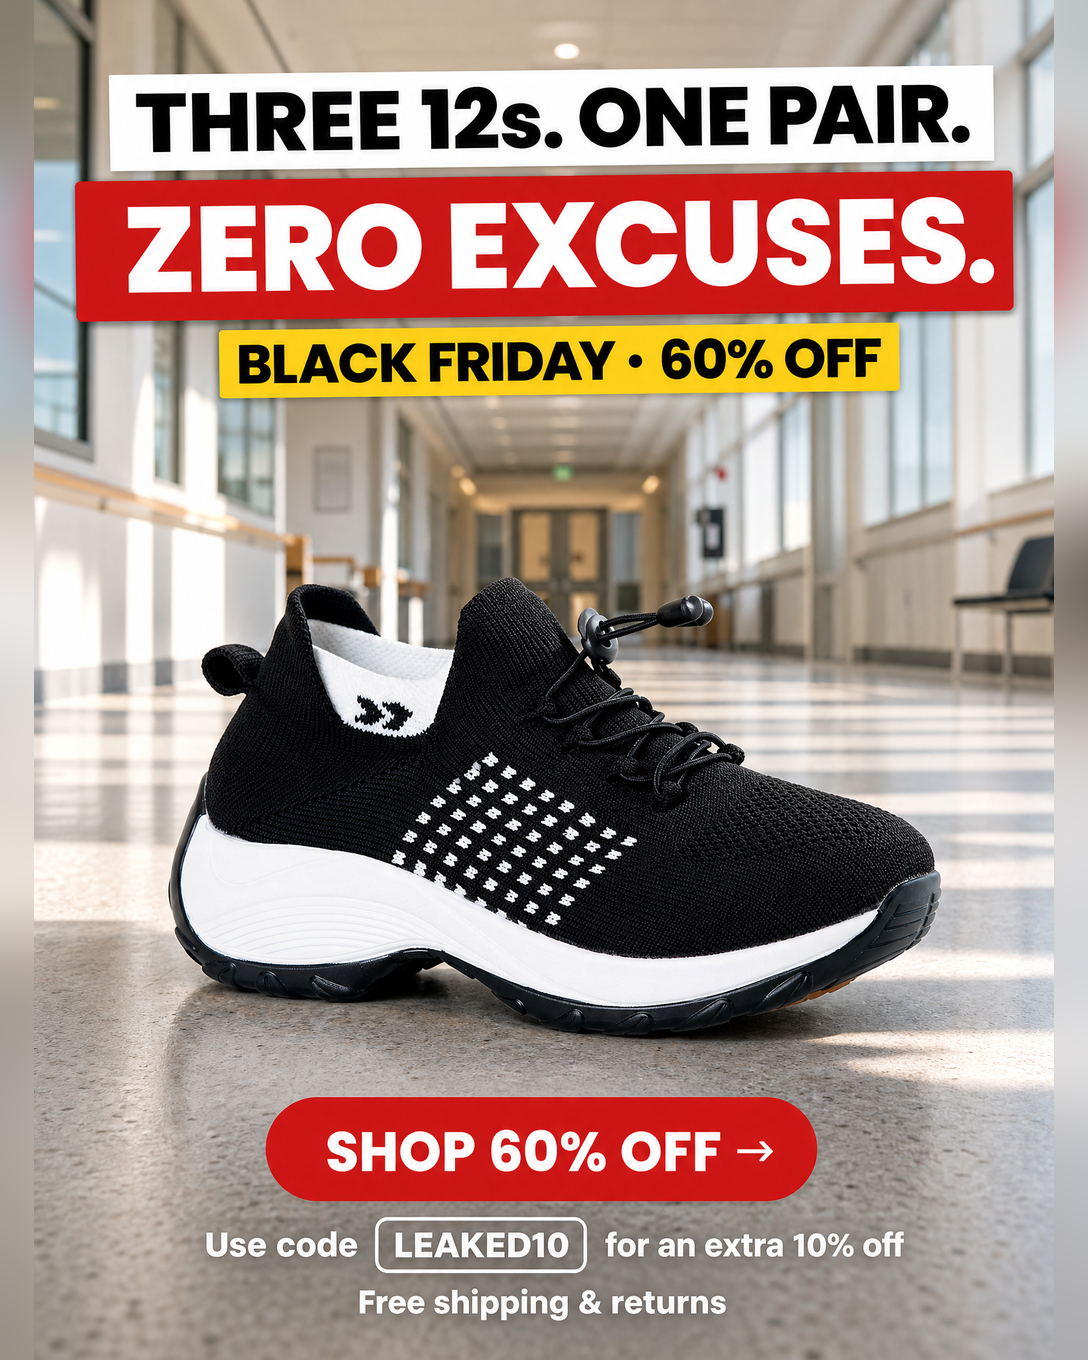 THREE 12s. ONE PAIR.
ZERO EXCUSES.
BLACK FRIDAY • 60% OFF
SHOP 60% OFF →
Use code LEAKED10 for an extra 10% off
Free shipping & returns